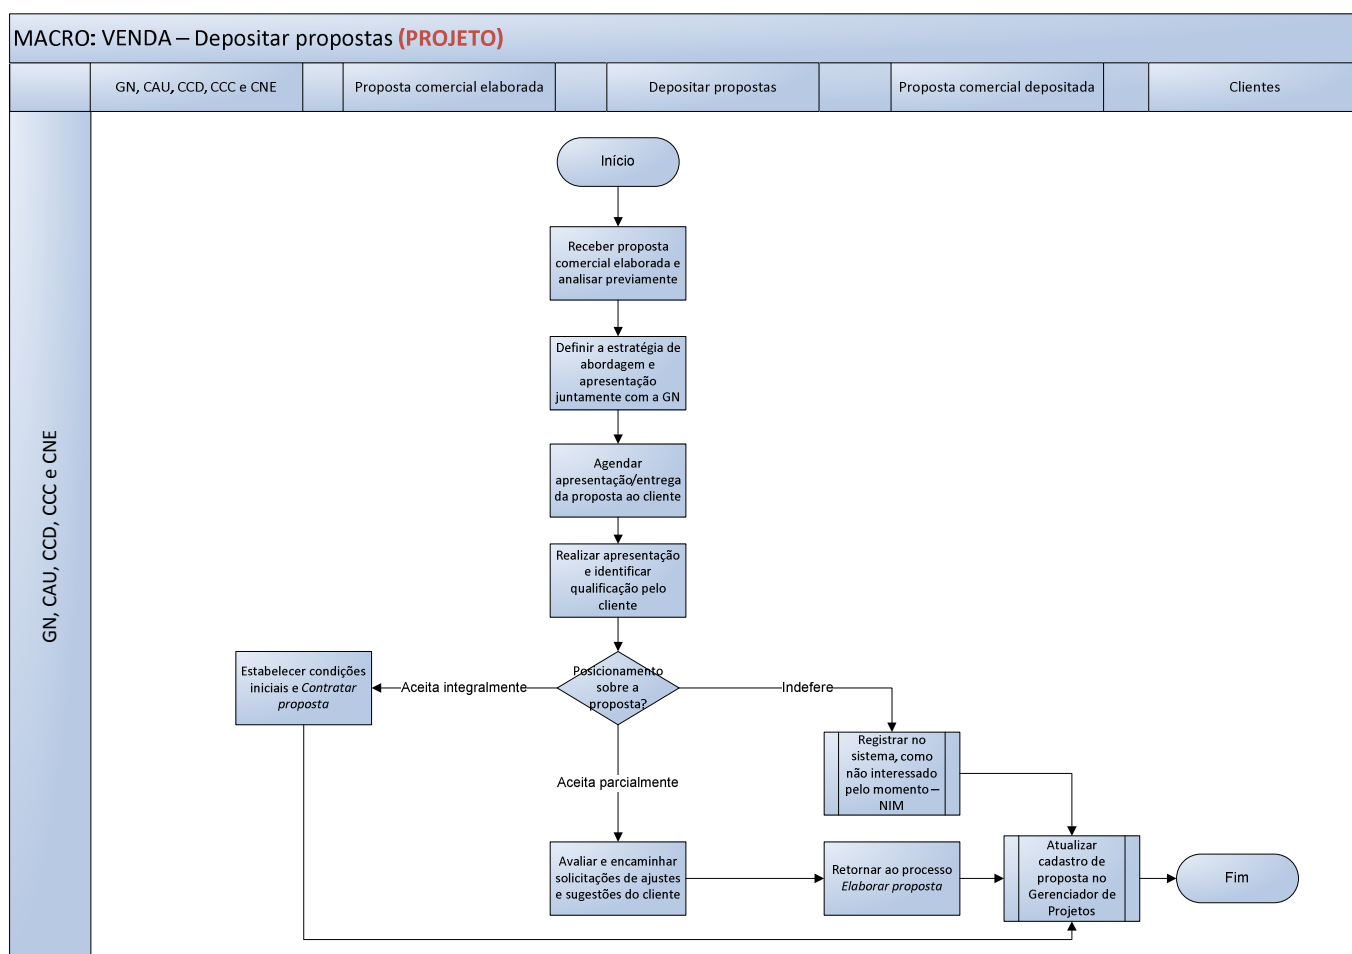 MACRO: VENDA – Depositar propostas (PROJETO)
GN, CAU, CCD, CCC e CNE
Proposta comercial elaborada
Depositar propostas
Proposta comercial depositada
Clientes
GN, CAU, CCD, CCC e CNE
Início
Receber proposta
comercial elaborada e
analisar previamente
Definir a estratégia de
abordagem e
apresentação
juntamente com a GN
Agendar
apresentação/entrega
da proposta ao cliente
Realizar apresentação
e identificar
qualificação pelo
cliente
Posicionamento
sobre a
proposta?
Aceita integralmente
Estabelecer condições
iniciais e Contratar
proposta
Indefere
Registrar no
sistema, como
não interessado
pelo momento –
NIM
Aceita parcialmente
Avaliar e encaminhar
solicitações de ajustes
e sugestões do cliente
Retornar ao processo
Elaborar proposta
Atualizar
cadastro de
proposta no
Gerenciador de
Projetos
Fim